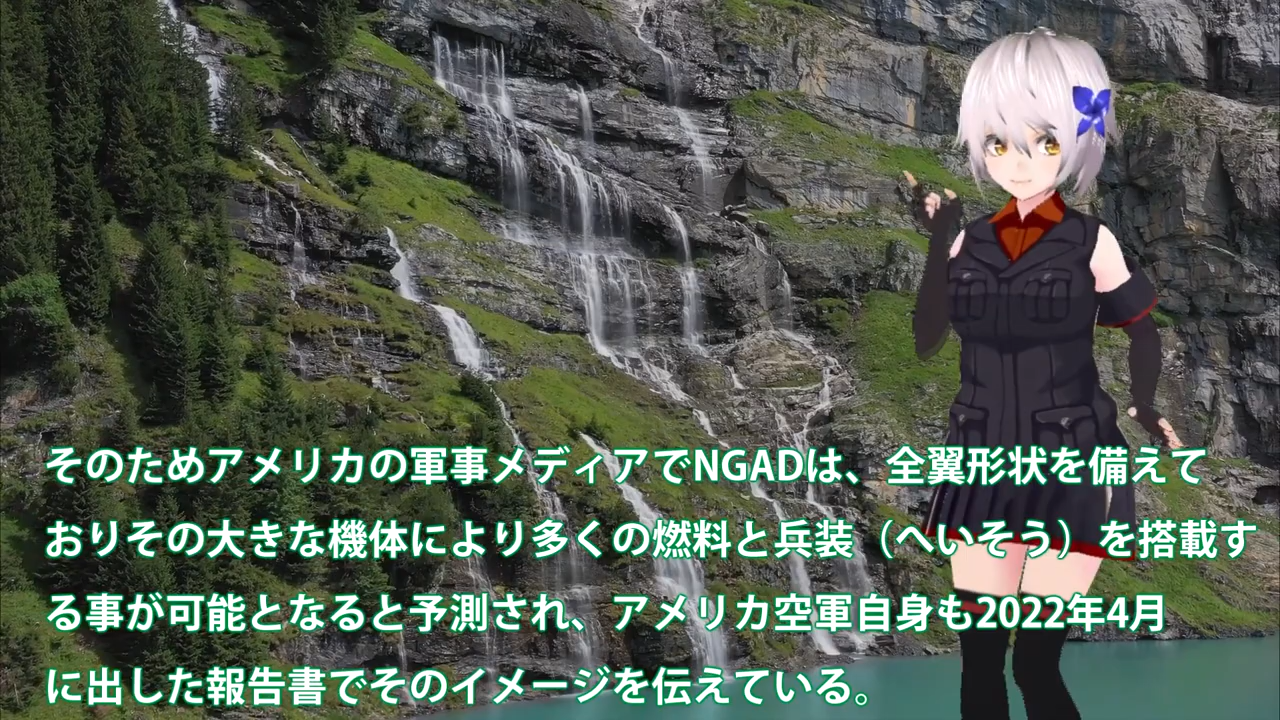 そのためアメリカの軍事メディアでNGADは、全翼形状を備えて
おりその大きな機体により多くの燃料と兵装（へいそう）を搭載す
る事が可能となると予測され、アメリカ空軍自身も2022年4月
に出した報告書でそのイメージを伝えている。